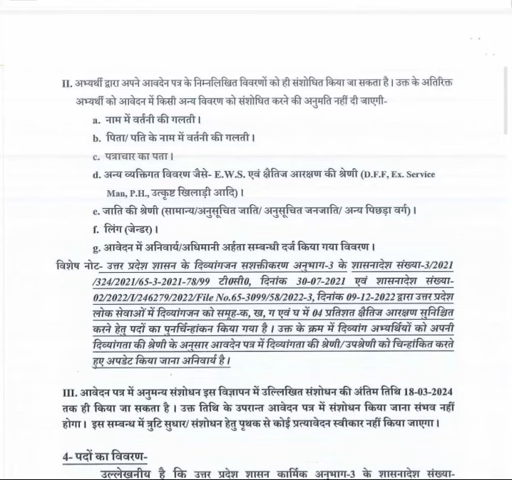 II. अभ्यर्थी द्वारा अपने आवदेन पत्र के निम्नलिखित विवरणों को ही संशोधित किया जा सकता है। उक्त के अतिरिक्त
अभ्यर्थी को आवेदन में किसी अन्य विवरण को संशोधित करने की अनुमति नहीं दी जाएगी-
a. नाम में वर्तनी की गलती।
b. पिता/ पति के नाम में वर्तनी की गलती।
c. पत्राचार का पता।
d. अन्य व्यक्तिगत विवरण जैसे- E.W.S. एवं क्षैतिज आरक्षण की श्रेणी (D.F.F, Ex. Service
Man, P.H., उत्कृष्ट खिलाड़ी आदि)।
e. जाति की श्रेणी (सामान्य/अनुसूचित जाति/ अनुसूचित जनजाति/ अन्य पिछड़ा वर्ग)।
f. लिंग (जेन्डर)।
g. आवेदन में अनिवार्य/अधिमानी अर्हता सम्बन्धी दर्ज किया गया विवरण।
विशेष नोट- उत्तर प्रदेश शासन के दिव्यांगजन सशक्तीकरण अनुभाग-3 के शासनादेश संख्या-3/2021
/324/2021/65-3-2021-78/99 टी0सी0, दिनांक 30-07-2021 एवं शासनादेश संख्या-
02/2022/I/246279/2022/File No.65-3099/58/2022-3, दिनांक 09-12-2022 द्वारा उत्तर प्रदेश
लोक सेवाओं में दिव्यांगजन को समूह-क, ख, ग एवं घ में 04 प्रतिशत क्षैतिज आरक्षण सुनिश्चित
करने हेतु पदों का पुनर्चिन्हांकन किया गया है। उक्त के क्रम में दिव्यांग अभ्यर्थियों को अपनी
दिव्यांगता की श्रेणी के अनुसार आवदेन पत्र में दिव्यांगता की श्रेणी/उपश्रेणी को चिन्हांकित करते
हुए अपडेट किया जाना अनिवार्य है।
III. आवदेन पत्र में अनुमन्य संशोधन इस विज्ञापन में उल्लिखित संशोधन की अंतिम तिथि 18-03-2024
तक ही किया जा सकता है। उक्त तिथि के उपरान्त आवेदन पत्र में संशोधन किया जाना संभव नहीं
होगा। इस सम्बन्ध में त्रुटि सुधार/ संशोधन हेतु पृथक से कोई प्रत्यावेदन स्वीकार नहीं किया जाएगा।
4- पदों का विवरण-
उल्लेखनीय है कि उत्तर प्रदेश शासन कार्मिक अनुभाग-3 के शासनादेश संख्या-